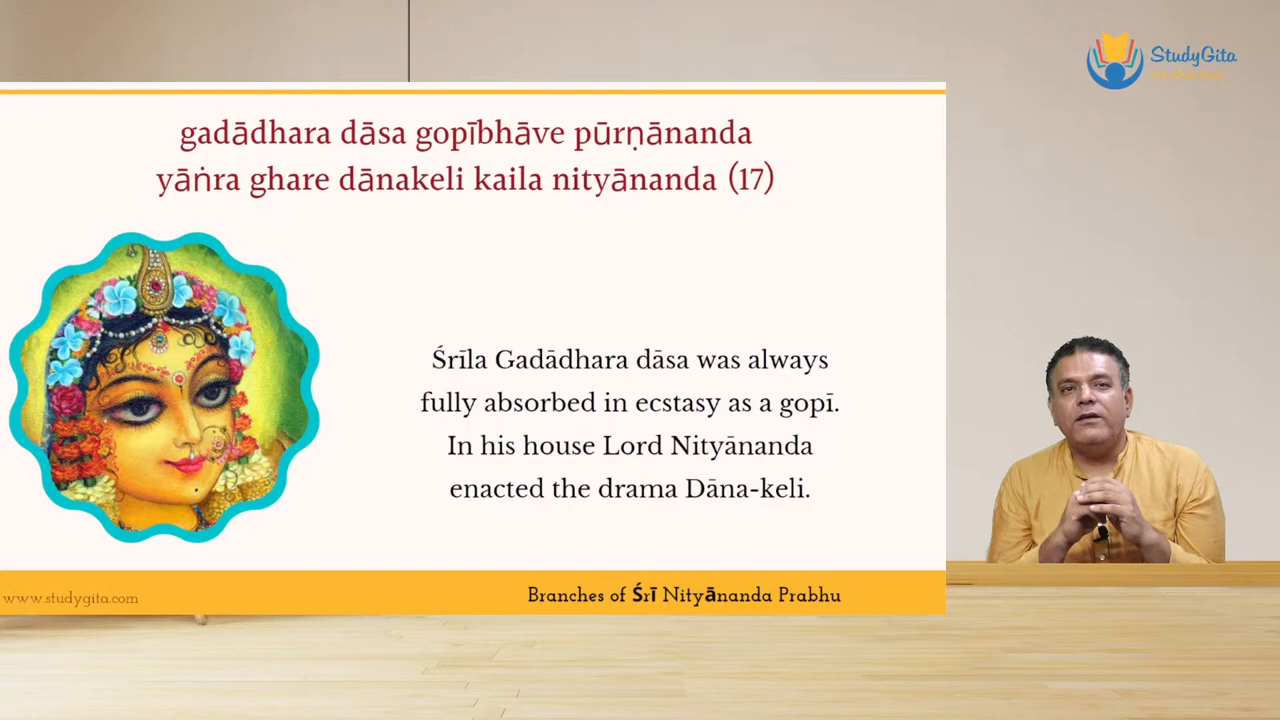 StudyGita
gadādhara dāsa gopībhāve pūrṇānanda
yāṅra ghare dānakeli kaila nityānanda (17)
Śrīla Gadādhara dāsa was always
fully absorbed in ecstasy as a gopī.
In his house Lord Nityānanda
enacted the drama Dāna-keli.
www.studygita.com
Branches of Śrī Nityānanda Prabhu